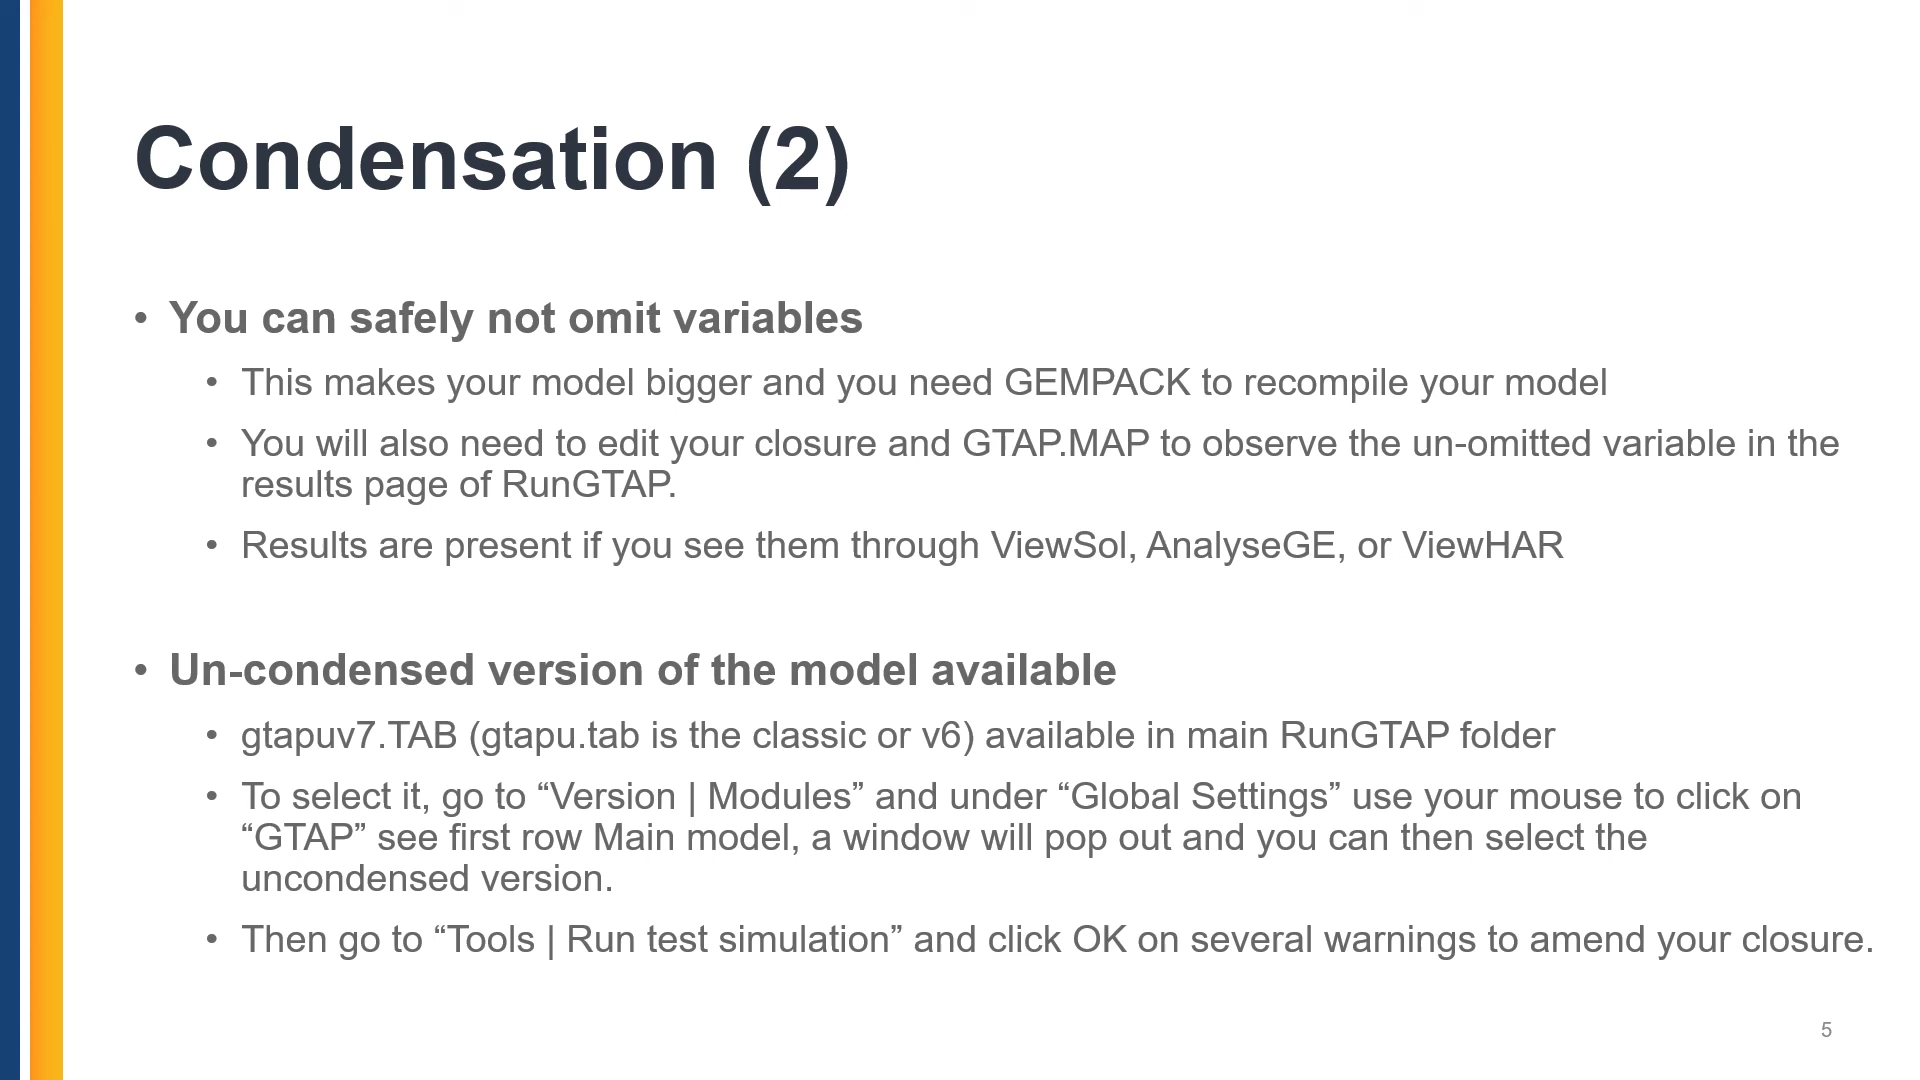 Condensation (2)
• You can safely not omit variables
• This makes your model bigger and you need GEMPACK to recompile your model
• You will also need to edit your closure and GTAP.MAP to observe the un-omitted variable in the
results page of RunGTAP.
• Results are present if you see them through ViewSol, AnalyseGE, or ViewHAR
• Un-condensed version of the model available
• gtapuv7.TAB (gtapu.tab is the classic or v6) available in main RunGTAP folder
• To select it, go to “Version | Modules” and under “Global Settings” use your mouse to click on
“GTAP” see first row Main model, a window will pop out and you can then select the
uncondensed version.
• Then go to “Tools | Run test simulation” and click OK on several warnings to amend your closure.
5